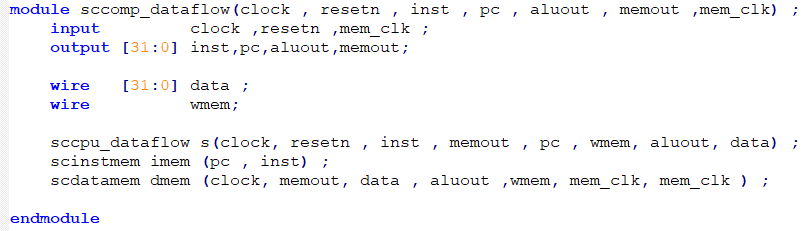 module sccomp_dataflow(clock , resetn , inst , pc , aluout , memout ,mem_clk) ;
input clock ,resetn ,mem_clk ;
output [31:0] inst,pc,aluout,memout;
wire [31:0] data ;
wire wmem;
sccpu_dataflow s(clock, resetn , inst , memout , pc , wmem, aluout, data) ;
scinstmem imem (pc , inst) ;
scdatamem dmem (clock, memout, data , aluout ,wmem, mem_clk, mem_clk ) ;
endmodule